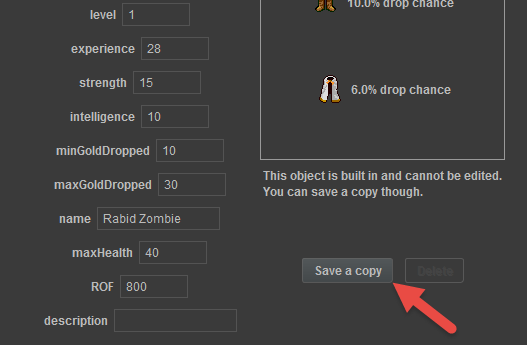 level 1
experience 28
strength 15
intelligence 10
minGoldDropped 10
maxGoldDropped 30
name Rabid Zombie
maxHealth 40
ROF 800
description
10.0% drop chance
6.0% drop chance
This object is built in and cannot be edited.
You can save a copy though.
Save a copy Delete